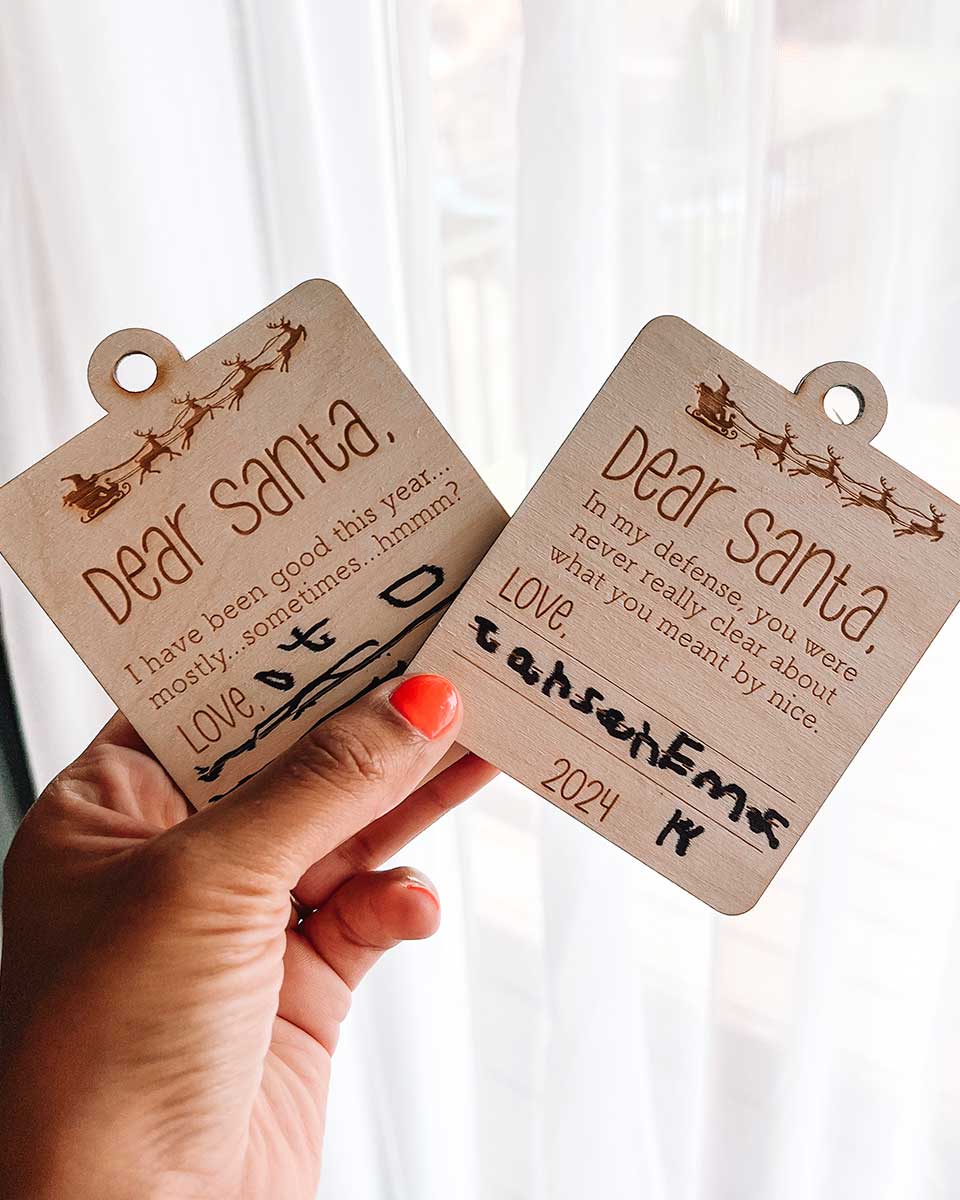 Dear Santa,
I have been good this year...
mostly...sometimes...hmmm?
LOVE,
Dear Santa,
In my defense, you were
never really clear about
what you meant by nice.
LOVE,
2024